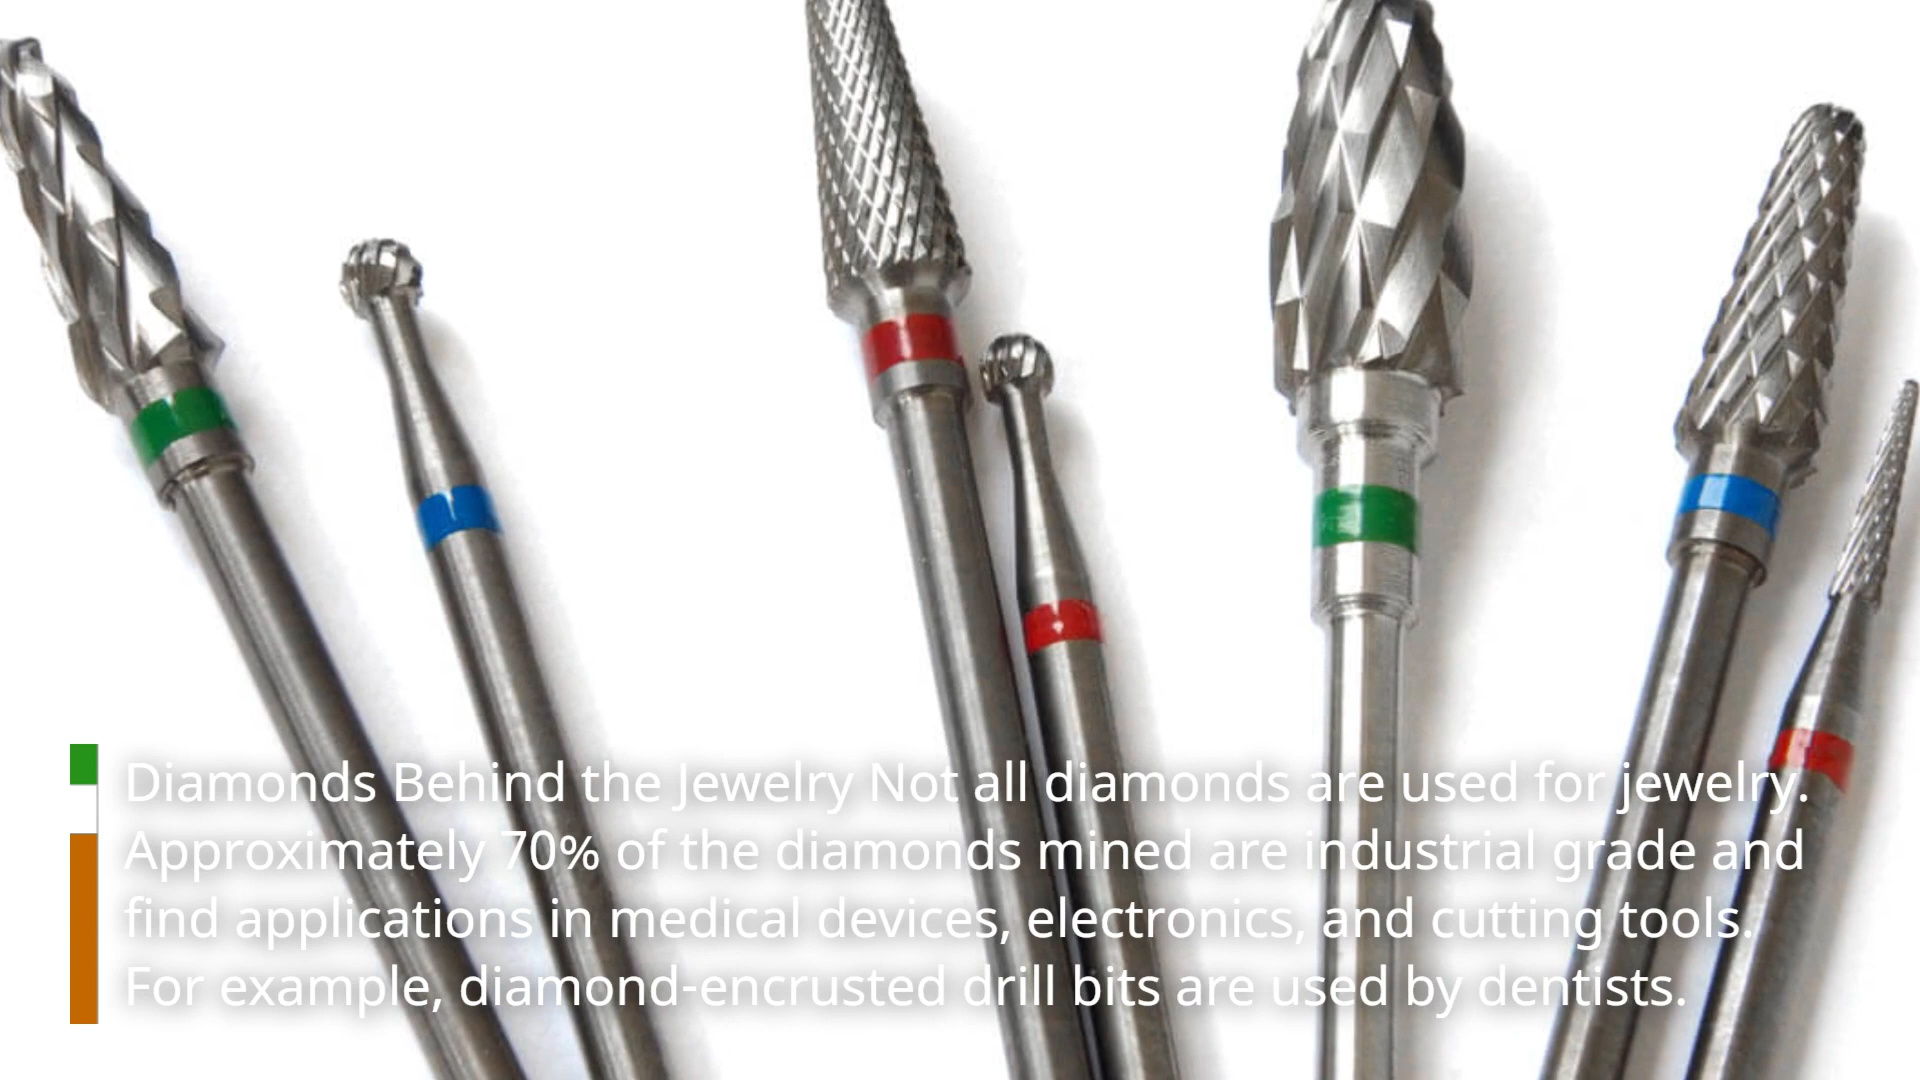 Diamonds Behind the Jewelry Not all diamonds are used for jewelry.
Approximately 70% of the diamonds mined are industrial grade and
find applications in medical devices, electronics, and cutting tools.
For example, diamond-encrusted drill bits are used by dentists.